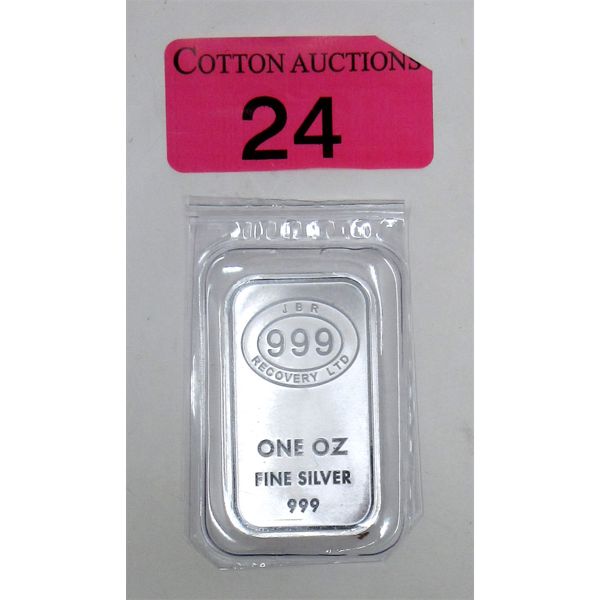 COTTON AUCTIONS
24
JBR
999
RECOVERY LTD
ONE OZ
FINE SILVER
999